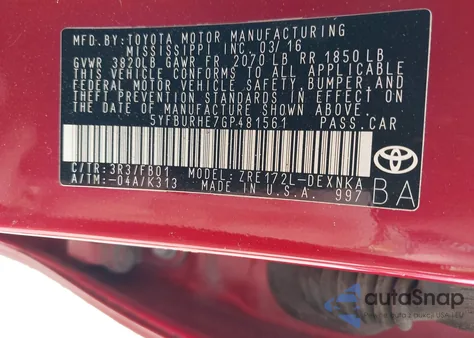 MFD. BY: TOYOTA MOTOR MANUFACTURING
MISSISSIPPI INC. 03/16
GVWR 3820LB GAWR FR 2070 LB RR 1850 LB
THIS VEHICLE CONFORMS TO ALL APPLICABLE
FEDERAL MOTOR VEHICLE SAFETY, BUMPER, AND
THEFT PREVENTION STANDARDS IN EFFECT ON
THE DATE OF MANUFACTURE SHOWN ABOVE.
5YFBURHE7GP481561 PASS.CAR
C/TR: 3R3/FB01 MODEL: ZRE172L-DEXNKA
A/TM: -04A/K313 MADE IN U.S.A. 997
BA
autoSnap